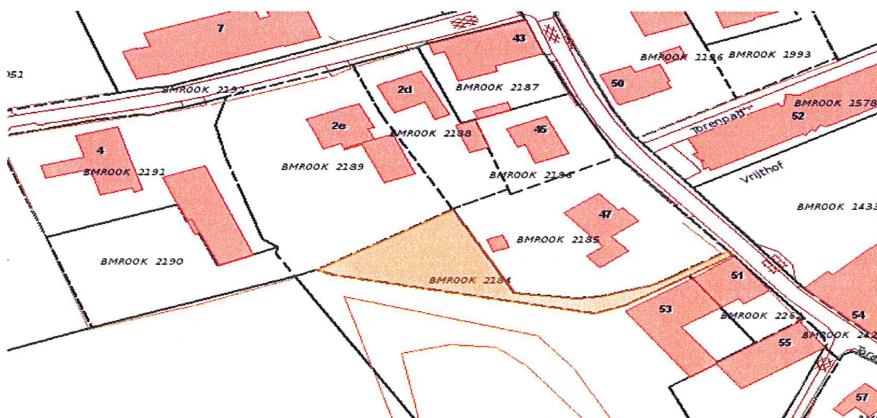 7
43
BMROOK 1196
BMROOK 1993
051
BMROOK 2192
2d
BMROOK 2187
50
BMROOK 1578
52
2e
BMROOK 2188
45
Torenpad
4
BMROOK 2191
BMROOK 2189
BMROOK 2186
Vrijthof
BMROOK 1433
47
BMROOK 2190
BMROOK 2185
BMROOK 2184
51
53
BMROOK 2262
54
55
57